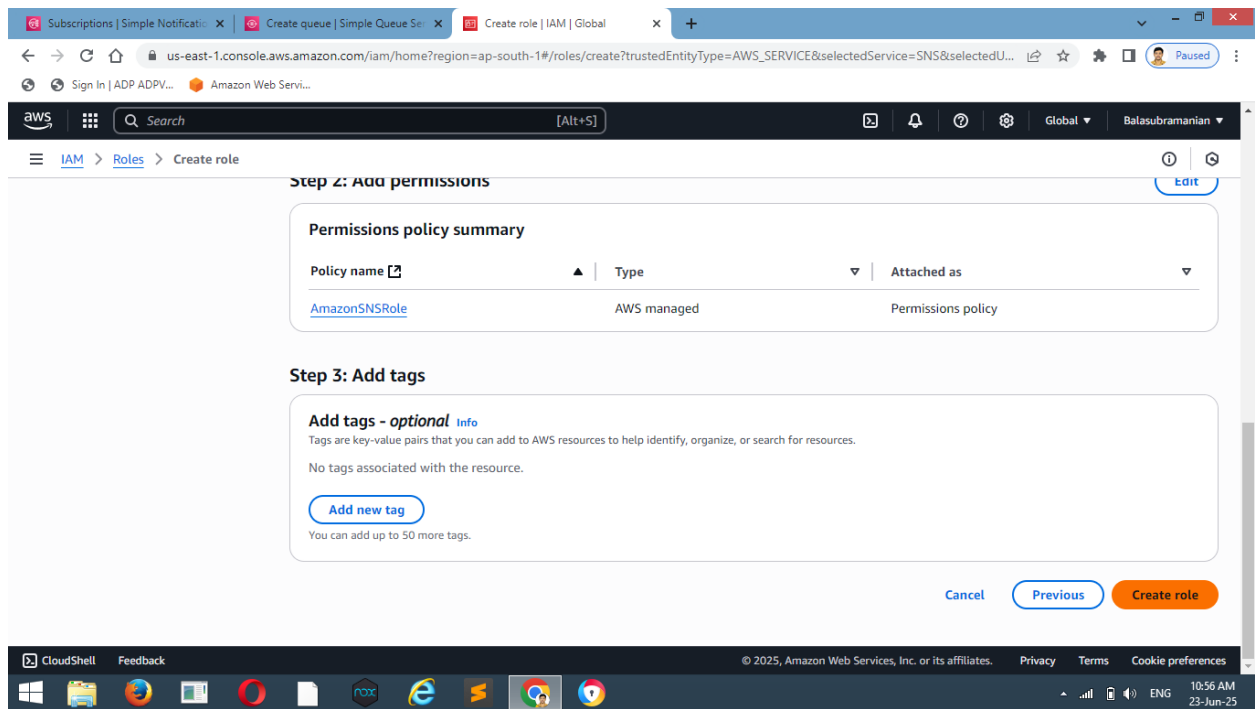 Subscriptions | Simple Notificatio
Create queue | Simple Queue Ser
Create role | IAM | Global
us-east-1.console.aws.amazon.com/iam/home?region=ap-south-1#/roles/create?trustedEntityType=AWS_SERVICE&selectedService=SNS&selectedU...
Paused
Sign In | ADP ADPV...
Amazon Web Servi...
aws
Search
[Alt+S]
Global
Balasubramanian
IAM > Roles > Create role
Step 2: Add permissions
Edit
Permissions policy summary
Policy name
Type
Attached as
AmazonSNSRole
AWS managed
Permissions policy
Step 3: Add tags
Add tags - optional Info
Tags are key-value pairs that you can add to AWS resources to help identify, organize, or search for resources.
No tags associated with the resource.
Add new tag
You can add up to 50 more tags.
Cancel
Previous
Create role
CloudShell
Feedback
© 2025, Amazon Web Services, Inc. or its affiliates.
Privacy
Terms
Cookie preferences
nox
ENG
10:56 AM
23-Jun-25